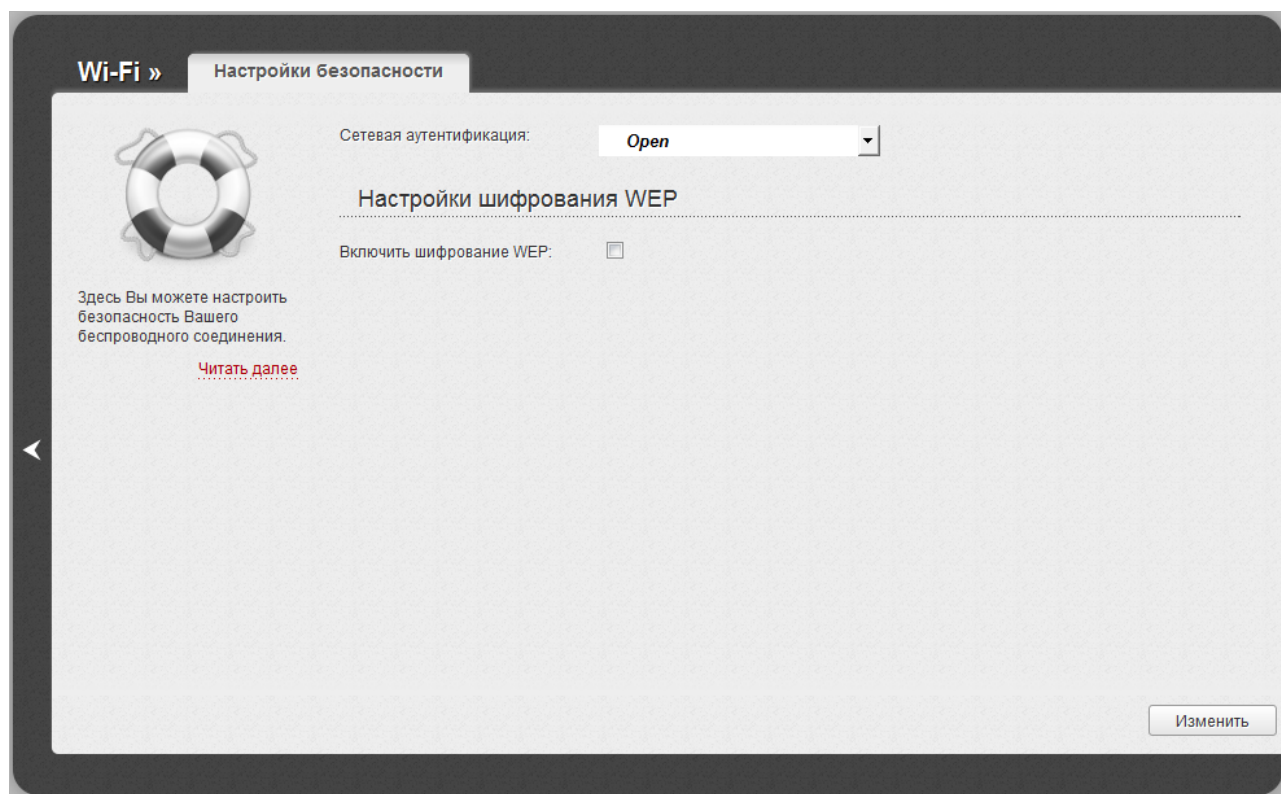 Wi-Fi »
Настройки безопасности
Сетевая аутентификация:
Open
Настройки шифрования WEP
Включить шифрование WEP:
Здесь Вы можете настроить
безопасность Вашего
беспроводного соединения.
Читать далее
Изменить